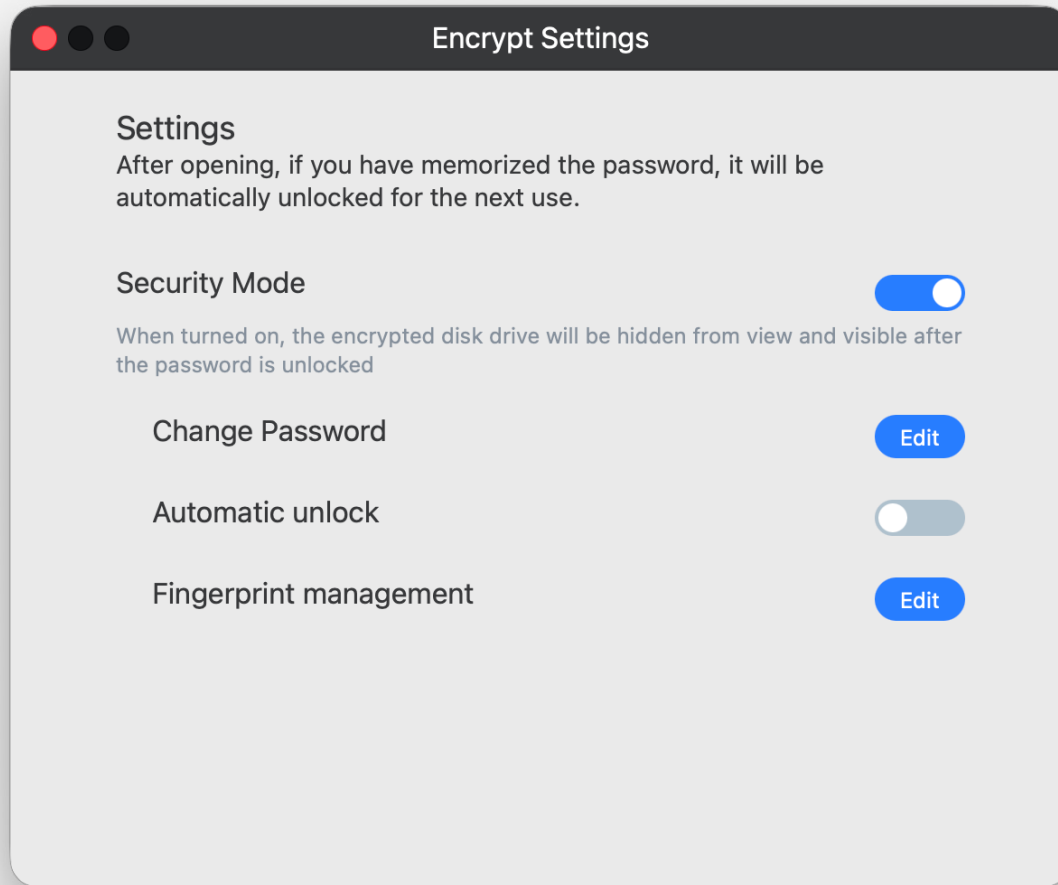 Encrypt Settings
Settings
After opening, if you have memorized the password, it will be
automatically unlocked for the next use.
Security Mode
When turned on, the encrypted disk drive will be hidden from view and visible after
the password is unlocked
Change Password
Edit
Automatic unlock
Fingerprint management
Edit